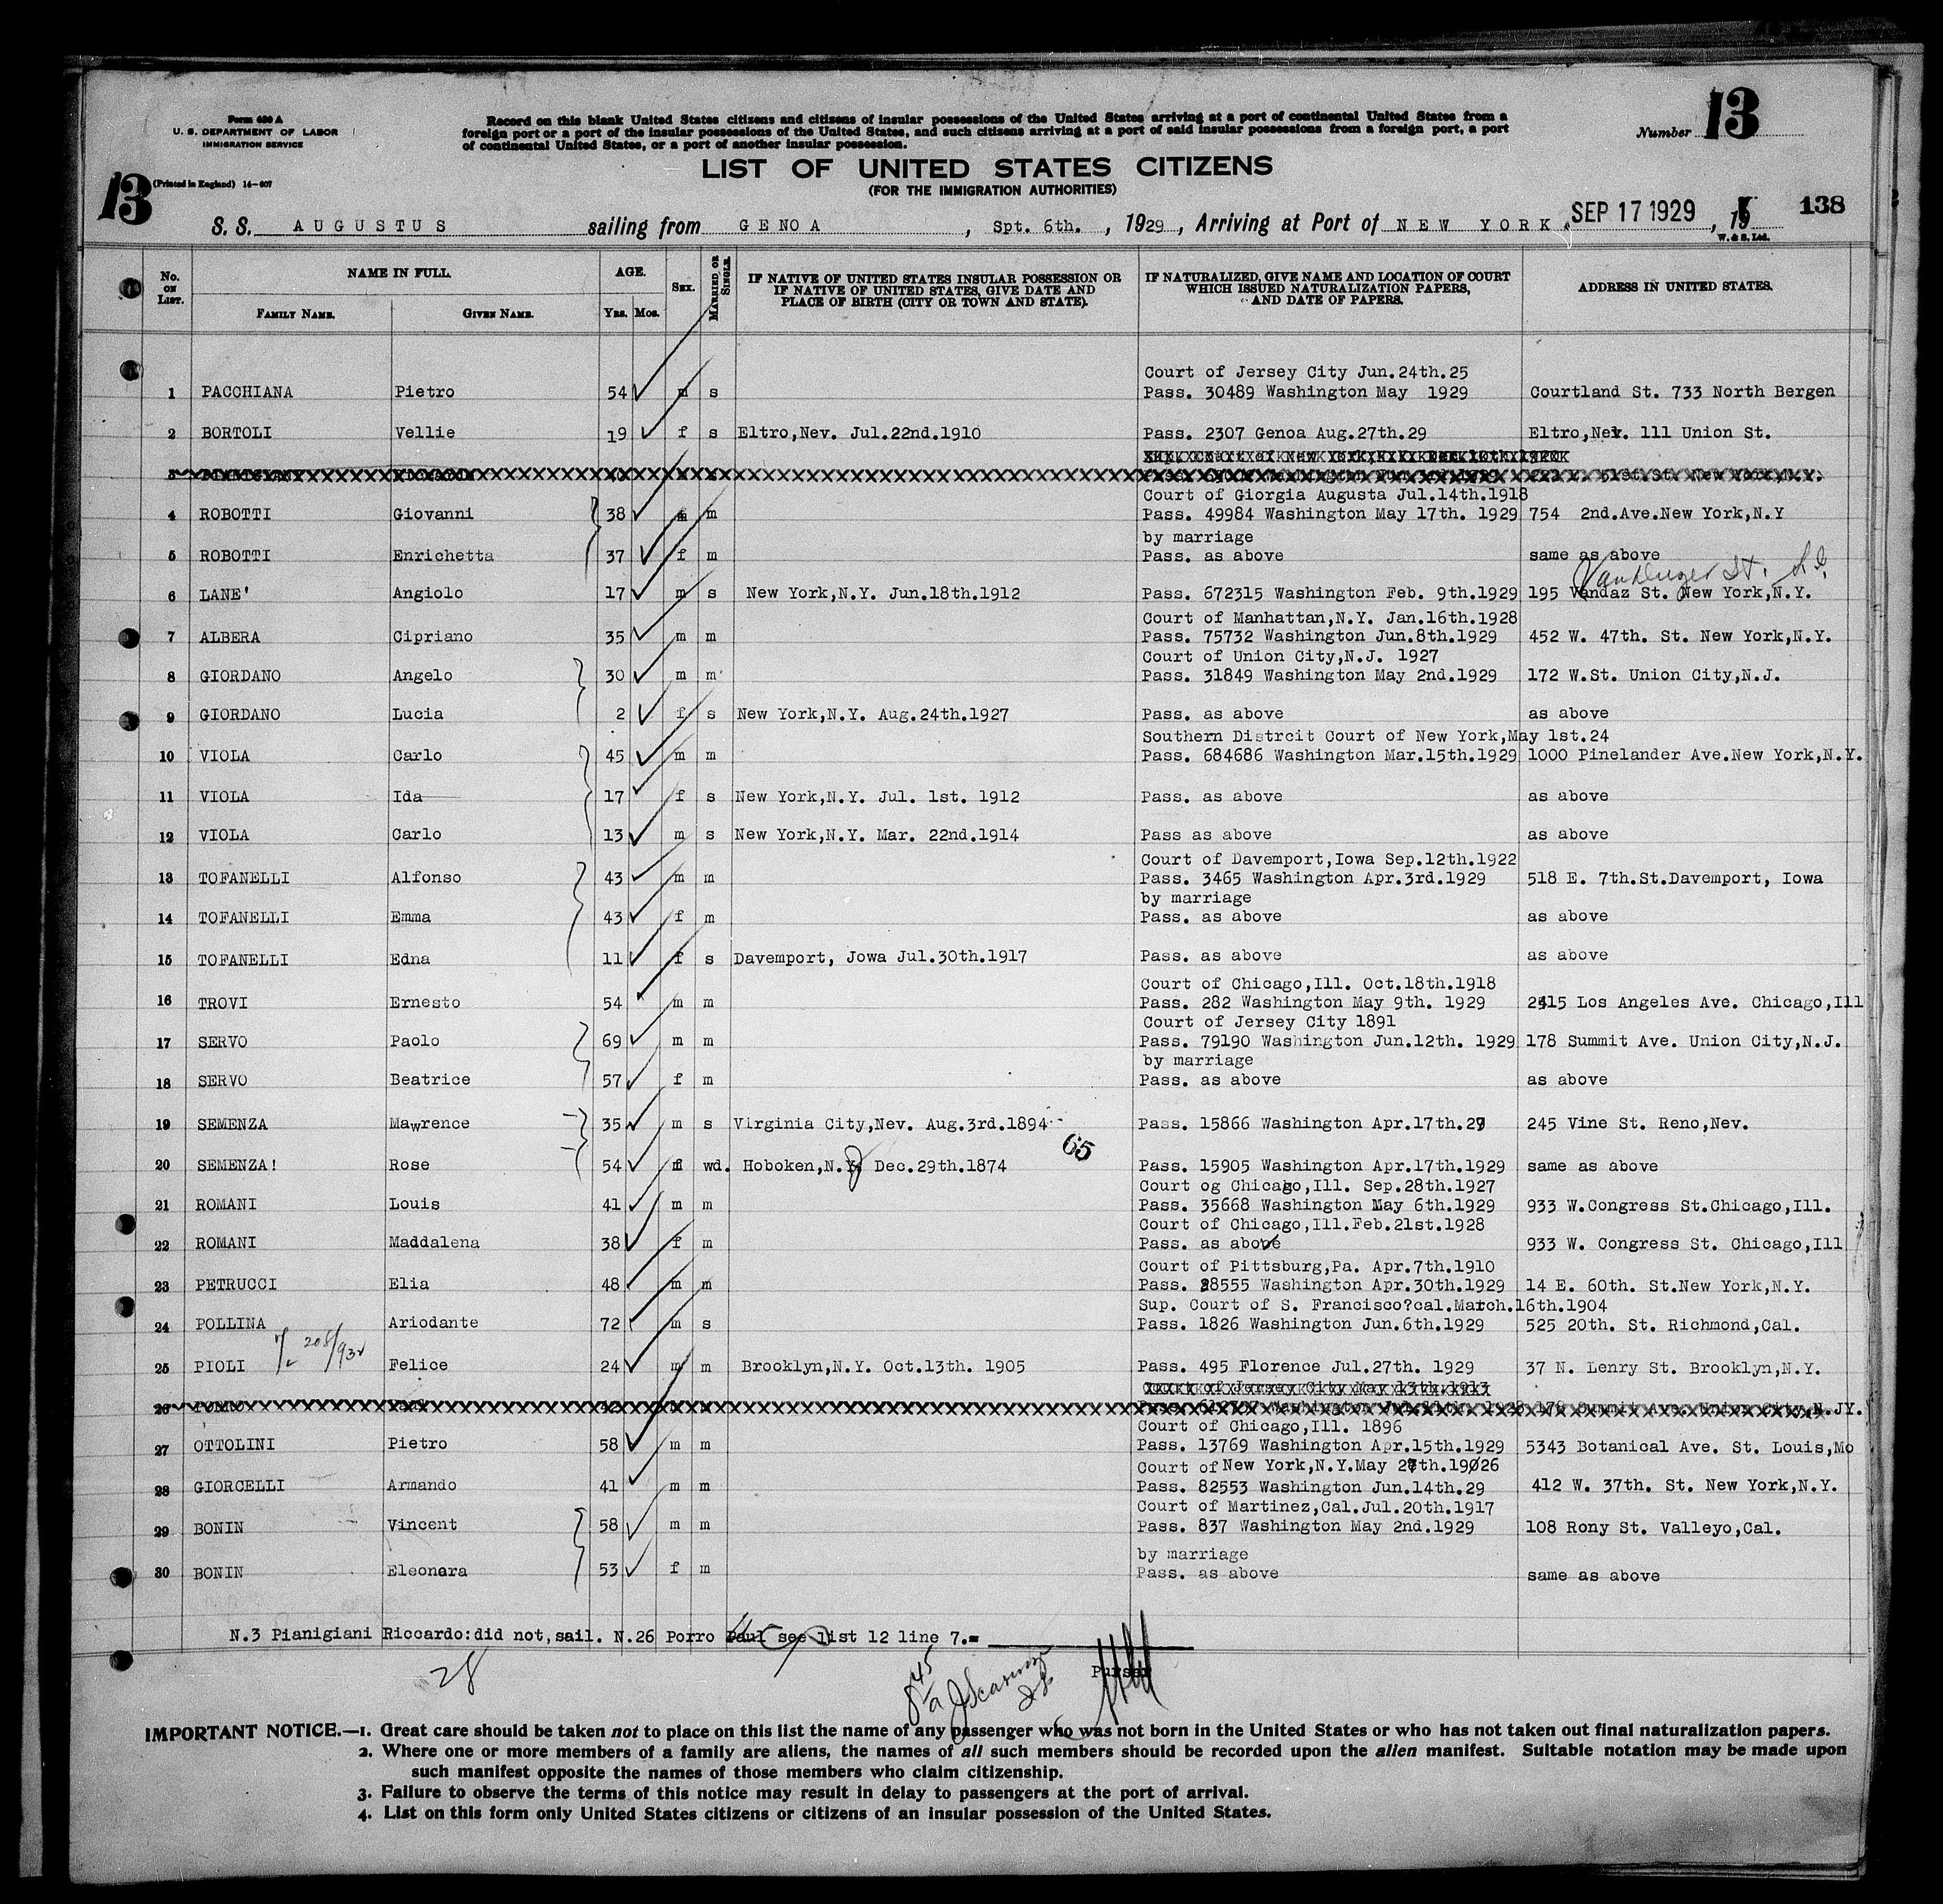 Form 630 A
U. S. DEPARTMENT OF LABOR
IMMIGRATION SERVICE
(Printed in England) 14—607
Record on this blank United States citizens and citizens of insular possessions of the United States arriving at a port of continental United States from a
foreign port or a port of the insular possessions of the United States, and such citizens arriving at a port of said insular possessions from a foreign port, a port
of continental United States, or a port of another insular possession.
Number 13
LIST OF UNITED STATES CITIZENS
(FOR THE IMMIGRATION AUTHORITIES)
13
138
S. S. AUGUSTUS sailing from GENOA, Spt. 6th., 1929, Arriving at Port of NEW YORK. SEP 17 1929, 19
W. & S. Ltd.
No. ON LIST. NAME IN FULL. AGE. SEX. MARRIED OR SINGLE. IF NATIVE OF UNITED STATES INSULAR POSSESSION OR IF NATIVE OF UNITED STATES, GIVE DATE AND PLACE OF BIRTH (CITY OR TOWN AND STATE). IF NATURALIZED, GIVE NAME AND LOCATION OF COURT WHICH ISSUED NATURALIZATION PAPERS, AND DATE OF PAPERS. ADDRESS IN UNITED STATES.
FAMILY NAME. GIVEN NAME. YRS. MOS.
Court of Jersey City Jun.24th.25
1 PACCHIANA Pietro 54 m s Pass. 30489 Washington May 1929 Courtland St. 733 North Bergen
2 BORTOLI Vellie 19 f s Eltro,Nev. Jul.22nd.1910 Pass. 2307 Genoa Aug.27th.29 Eltro,Nev. 111 Union St.
3 51st.St. New York,N.Y.
Court of Giorgia Augusta Jul.14th.1918
4 ROBOTTI Giovanni 38 m m Pass. 49984 Washington May 17th. 1929 754 2nd.Ave.New York,N.Y
by marriage
5 ROBOTTI Enrichetta 37 f m Pass. as above same as above
6 LANE' Angiolo 17 m s New York,N.Y. Jun.18th.1912 Pass. 672315 Washington Feb. 9th.1929 195 Vandaz St. New York,N.Y.
Court of Manhattan,N.Y. Jan.16th.1928
7 ALBERA Cipriano 35 m m Pass. 75732 Washington Jun.8th.1929 452 W. 47th. St. New York,N.Y.
Court of Union City,N.J. 1927
8 GIORDANO Angelo 30 m m Pass. 31849 Washington May 2nd.1929 172 W.St. Union City,N.J.
9 GIORDANO Lucia 2 f s New York,N.Y. Aug.24th.1927 Pass. as above as above
Southern Distrcit Court of New York,May 1st.24
10 VIOLA Carlo 45 m m Pass. 684686 Washington Mar.15th.1929 1000 Pinelander Ave.New York,N.Y.
11 VIOLA Ida 17 f s New York,N.Y. Jul. 1st. 1912 Pass. as above as above
12 VIOLA Carlo 13 m s New York,N.Y. Mar. 22nd.1914 Pass as above as above
Court of Davemport,Iowa Sep.12th.1922
13 TOFANELLI Alfonso 43 m m Pass. 3465 Washington Apr.3rd.1929 518 E. 7th.St.Davemport, Iowa
by marriage
14 TOFANELLI Emma 43 f m Pass. as above as above
15 TOFANELLI Edna 11 f s Davemport, Jowa Jul.30th.1917 Pass. as above as above
Court of Chicago,Ill. Oct.18th.1918
16 TROVI Ernesto 54 m m Pass. 282 Washington May 9th. 1929 2415 Los Angeles Ave. Chicago,Ill
Court of Jersey City 1891
17 SERVO Paolo 69 m m Pass. 79190 Washington Jun.12th. 1929 178 Summit Ave. Union City,N.J.
by marriage
18 SERVO Beatrice 57 f m Pass. as above as above
19 SEMENZA Mawrence 35 m s Virginia City,Nev. Aug.3rd.1894 Pass. 15866 Washington Apr.17th.29 245 Vine St. Reno,Nev.
65
20 SEMENZA! Rose 54 f wd. Hoboken,N.J. Dec.29th.1874 Pass. 15905 Washington Apr.17th.1929 same as above
Court og Chicago,Ill. Sep.28th.1927
21 ROMANI Louis 41 m m Pass. 35668 Washington May 6th.1929 933 W.Congress St.Chicago,Ill.
Court of Chicago,Ill.Feb.21st.1928
22 ROMANI Maddalena 38 f m Pass. as above 933 W. Congress St. Chicago,Ill
Court of Pittsburg,Pa. Apr.7th.1910
23 PETRUCCI Elia 48 m m Pass. 28555 Washington Apr.30th.1929 14 E. 60th. St.New York,N.Y.
Sup. Court of S. Francisco?cal.March.16th.1904
24 POLLINA Ariodante 72 m s Pass. 1826 Washington Jun.6th.1929 525 20th. St. Richmond,Cal.
25 PIOLI Felice 24 m m Brooklyn,N.Y. Oct.13th. 1905 Pass. 495 Florence Jul.27th. 1929 37 N. Lenry St. Brooklyn,N.Y.
Court of Jersey City May 13th.1913
26 178 Summit Ave. Union City,N.J.
Court of Chicago,Ill. 1896
27 OTTOLINI Pietro 58 m m Pass. 13769 Washington Apr.15th.1929 5343 Botanical Ave. St. Louis,Mo
Court of New York,N.Y.May 27th.1926
28 GIORCELLI Armando 41 m m Pass. 82553 Washington Jun.14th.29 412 W. 37th. St. New York,N.Y.
Court of Martinez,Cal.Jul.20th.1917
29 BONIN Vincent 58 m m Pass. 837 Washington May 2nd.1929 108 Rony St. Valleyo,Cal.
by marriage
30 BONIN Eleonara 53 f m Pass. as above same as above
N.3 Pianigiani Riccardo:did not,sail. N.26 Porro Paul see list 12 line 7.=
28
Purser
IMPORTANT NOTICE.—1. Great care should be taken not to place on this list the name of any passenger who was not born in the United States or who has not taken out final naturalization papers.
2. Where one or more members of a family are aliens, the names of all such members should be recorded upon the alien manifest. Suitable notation may be made upon
such manifest opposite the names of those members who claim citizenship.
3. Failure to observe the terms of this notice may result in delay to passengers at the port of arrival.
4. List on this form only United States citizens or citizens of an insular possession of the United States.